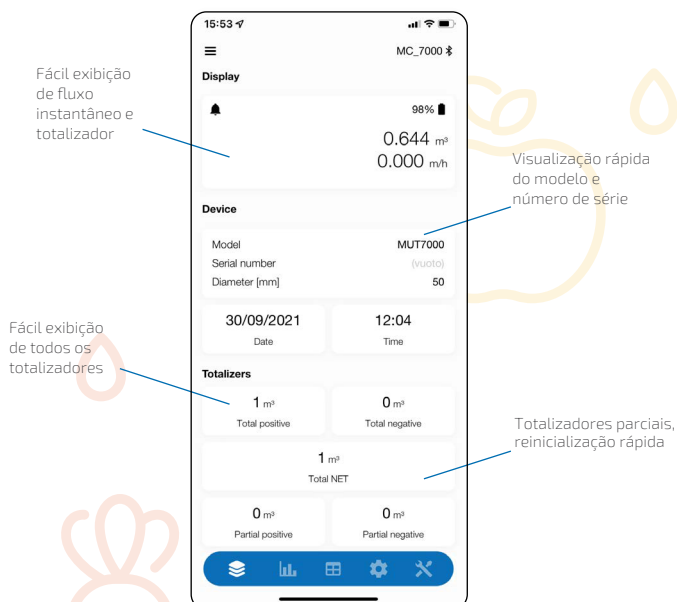 15:53
MC_7000
Display
Fácil exibição
de fluxo
instantâneo e
totalizador
98%
0.644 m³
0.000 m/h
Visualização rápida
do modelo e
número de série
Device
Model MUT7000
Serial number (vuoto)
Diameter [mm] 50
30/09/2021 12:04
Date Time
Fácil exibição
de todos os
totalizadores
Totalizers
1 m³ 0 m³
Total positive Total negative
Totalizadores parciais,
reinicialização rápida
1 m³
Total NET
0 m³ 0 m³
Partial positive Partial negative